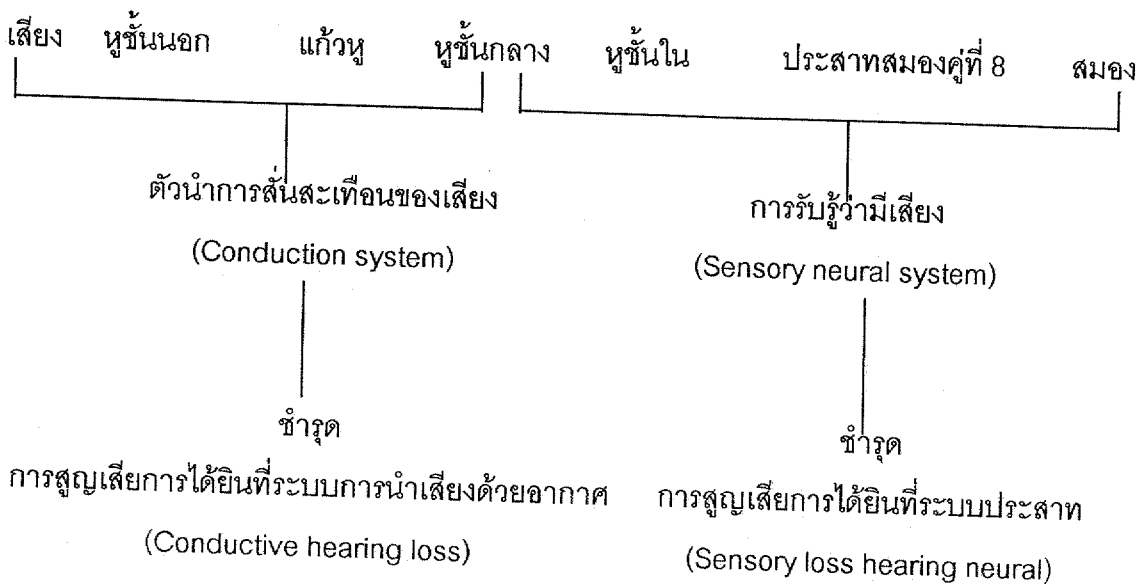 เสียง หูชั้นนอก แก้วหู หูชั้นกลาง หูชั้นใน ประสาทสมองคู่ที่ 8 สมอง
ตัวนำการสั่นสะเทือนของเสียง
(Conduction system)
การรับรู้ว่ามีเสียง
(Sensory neural system)
ชำรุด
การสูญเสียการได้ยินที่ระบบการนำเสียงด้วยอากาศ
(Conductive hearing loss)
ชำรุด
การสูญเสียการได้ยินที่ระบบประสาท
(Sensory loss hearing neural)